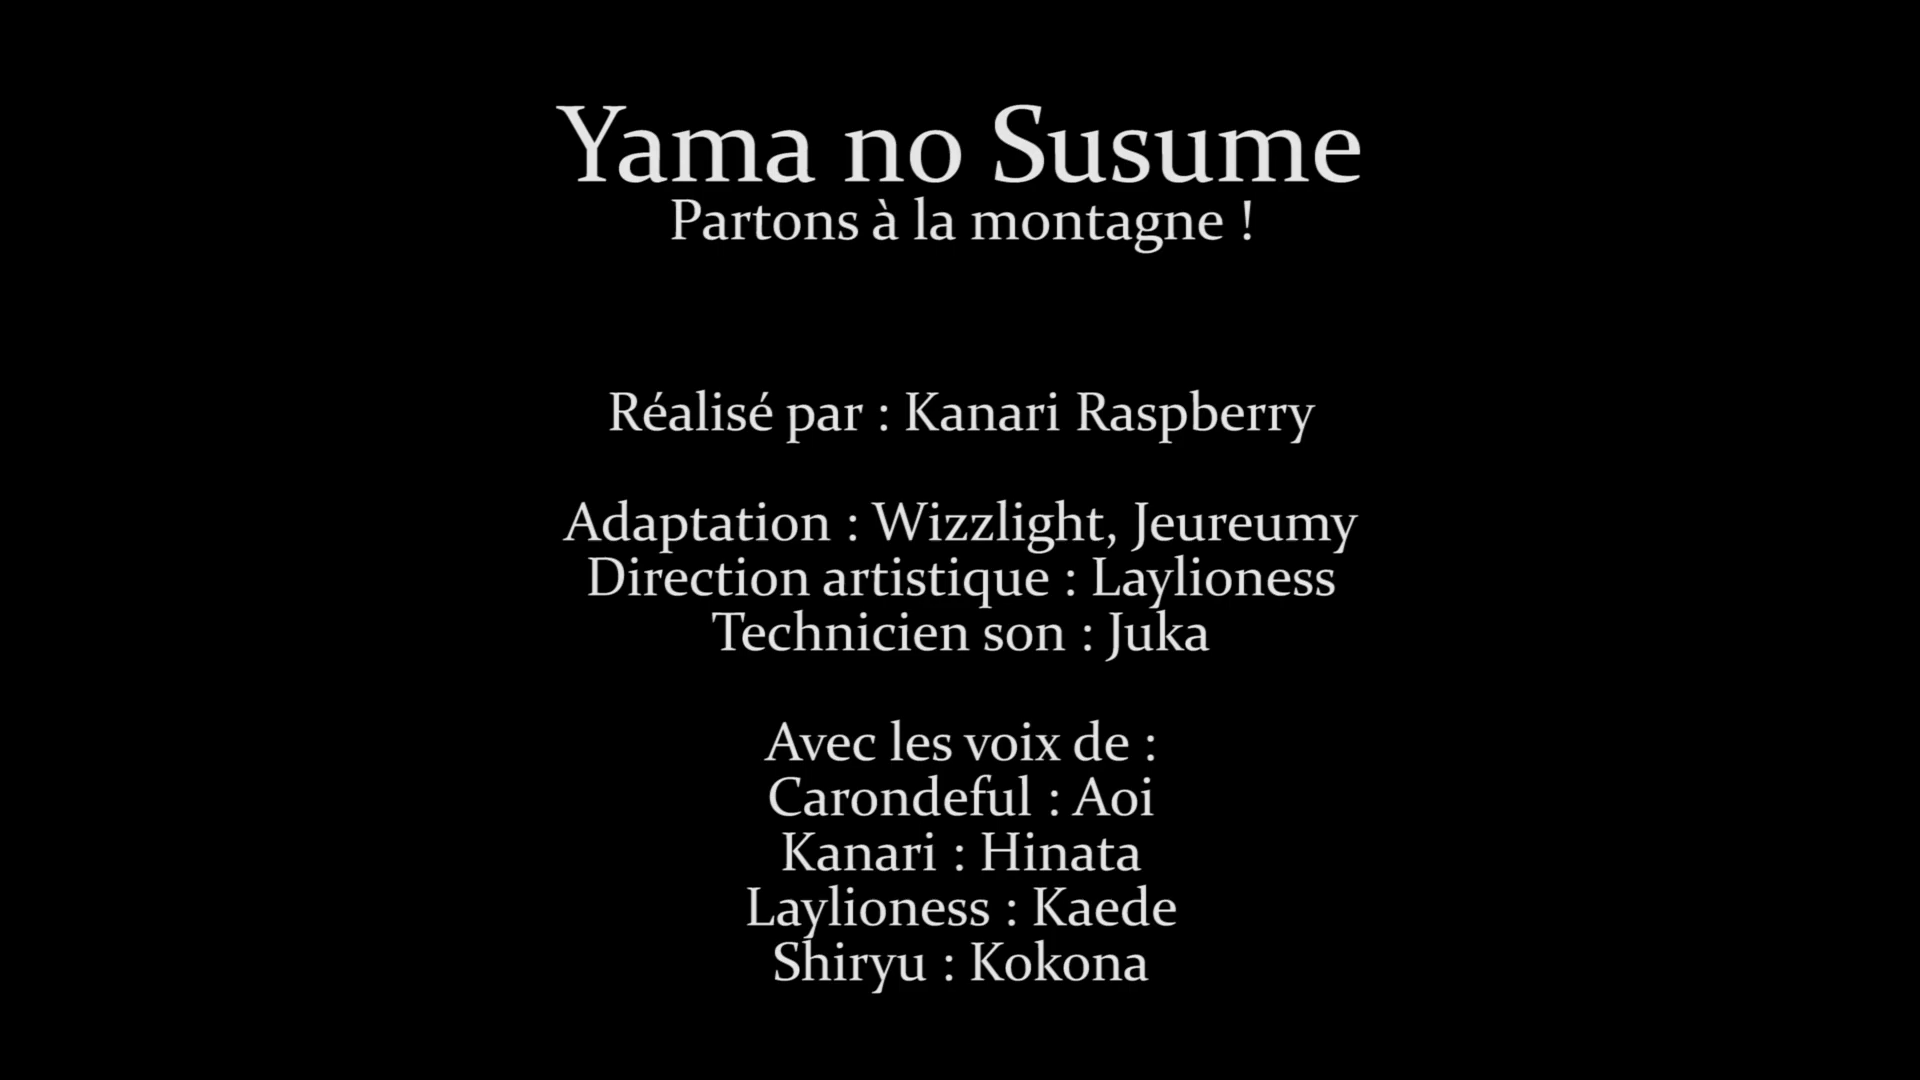 Yama no Susume
Partons à la montagne !
Réalisé par : Kanari Raspberry
Adaptation : Wizzlight, Jeureumy
Direction artistique : Laylioness
Technicien son : Juka
Avec les voix de :
Carondeful : Aoi
Kanari : Hinata
Laylioness : Kaede
Shiryu : Kokona